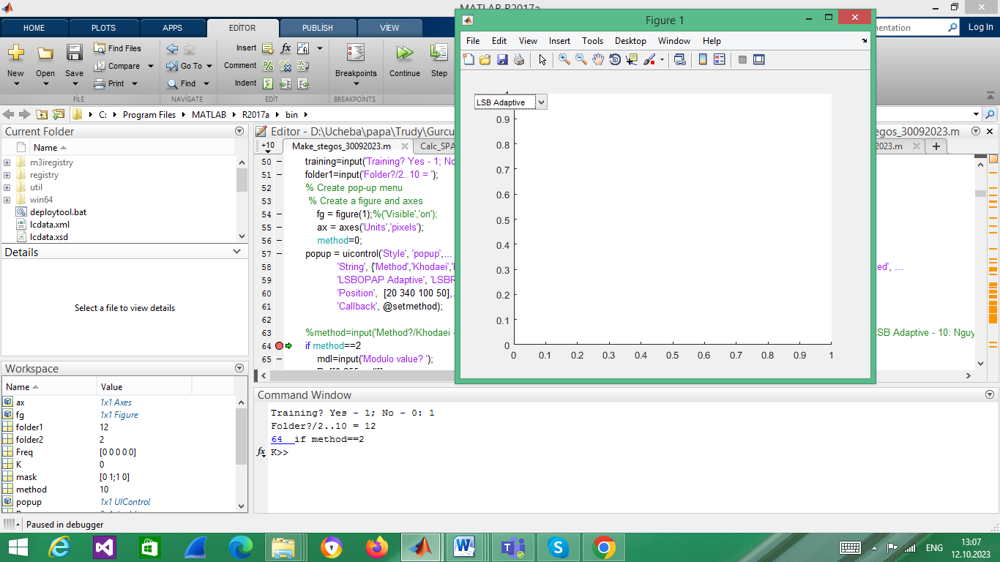 MATLAB R2017a
Figure 1
HOME PLOTS APPS EDITOR PUBLISH VIEW
Log In
File Edit View Insert Tools Desktop Window Help
New Open Save
Find Files
Compare
Print
Go To
Find
Insert
Comment
Indent
fx
Breakpoints
Continue Step
FILE NAVIGATE EDIT BREAKPOINTS
C: Program Files MATLAB R2017a bin
Current Folder
Name
m3iregistry
registry
util
win64
deploytool.bat
lcdata.xml
lcdata.xsd
Details
Select a file to view details
Workspace
Name Value
ax 1x1 Axes
fg 1x1 Figure
folder1 12
folder2 2
Freq [0 0 0 0 0]
K 0
mask [0 1;1 0]
method 10
popup 1x1 UIControl
Editor - D:\Ucheba\papa\Trudy\Gurcu
egos_30092023.m
+10
Make_stegos_30092023.m
Calc_SPA
2023.m
50 training=input('Training? Yes - 1; No
51 folder1=input('Folder?/2..10 = ');
52 % Create pop-up menu
53 % Create a figure and axes
54 fg = figure(1);%('Visible','on');
55 ax = axes('Units','pixels');
56 method=0;
57 popup = uicontrol('Style', 'popup',...
58 'String', {'Method','Khodaei','
ed', ...
59 'LSBOPAP Adaptive', 'LSBR
60 'Position', [20 340 100 50],...
61 'Callback', @setmethod);
62
63 %method=input('Method?/Khodaei -
LSB Adaptive - 10: Nguy
64 if method==2
65 mdl=input('Modulo value? ');
LSB Adaptive
0.9
0.8
0.7
0.6
0.5
0.4
0.3
0.2
0.1
0
0 0.1 0.2 0.3 0.4 0.5 0.6 0.7 0.8 0.9 1
Command Window
Training? Yes - 1; No - 0: 1
Folder?/2..10 = 12
64 if method==2
fx K>>
Paused in debugger
ENG
13:07
12.10.2023